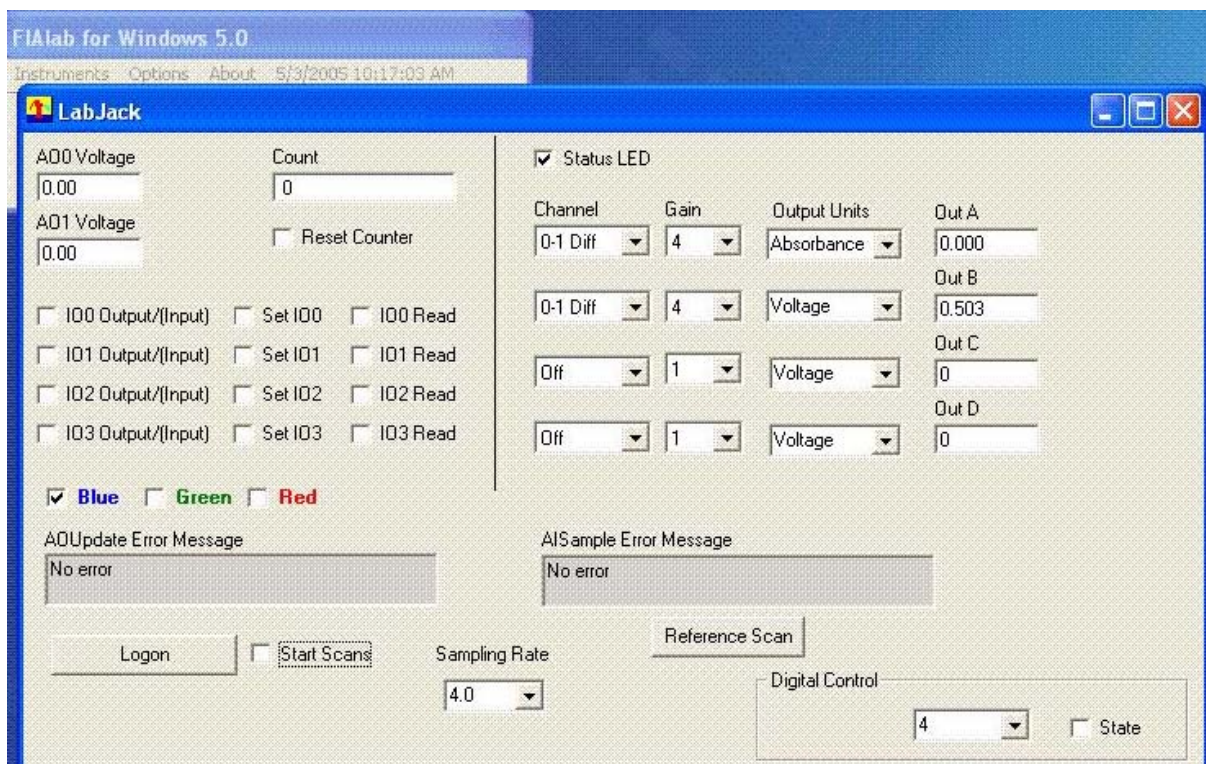 FIAlab for Windows 5.0
Instruments Options About 5/3/2005 10:17:03 AM
LabJack
AO0 Voltage
0.00
AO1 Voltage
0.00
Count
0
Reset Counter
IO0 Output/(Input) Set IO0 IO0 Read
IO1 Output/(Input) Set IO1 IO1 Read
IO2 Output/(Input) Set IO2 IO2 Read
IO3 Output/(Input) Set IO3 IO3 Read
Status LED
Channel Gain Output Units Out A
0-1 Diff 4 Absorbance 0.000
Out B
0-1 Diff 4 Voltage 0.503
Out C
Off 1 Voltage 0
Out D
Off 1 Voltage 0
Blue Green Red
AOUpdate Error Message
No error
AISample Error Message
No error
Logon Start Scans
Sampling Rate
4.0
Reference Scan
Digital Control
4 State